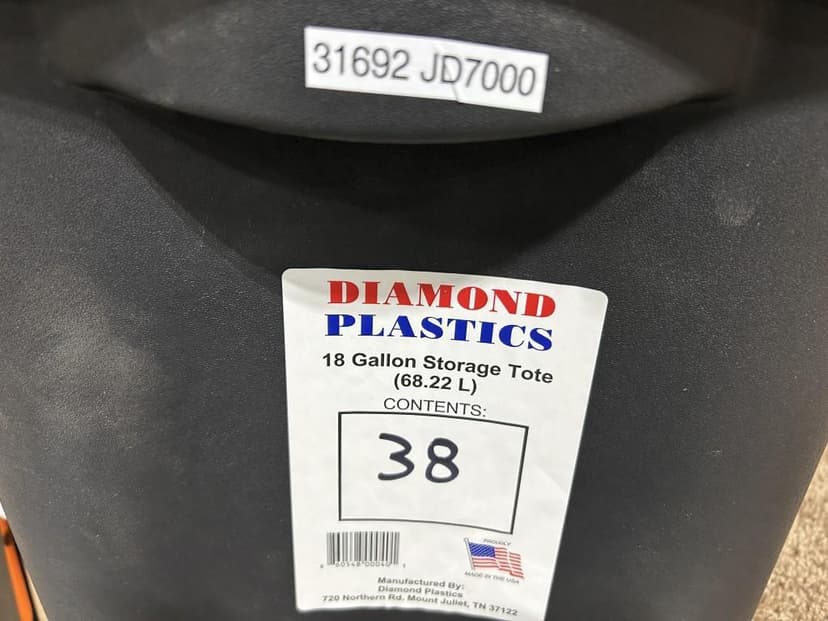 31692 JD7000
DIAMOND
PLASTICS
18 Gallon Storage Tote
(68.22 L)
CONTENTS:
38
PROUDLY
MADE IN THE USA
Manufactured By:
Diamond Plastics
720 Northern Rd. Mount Juliet, TN 37122